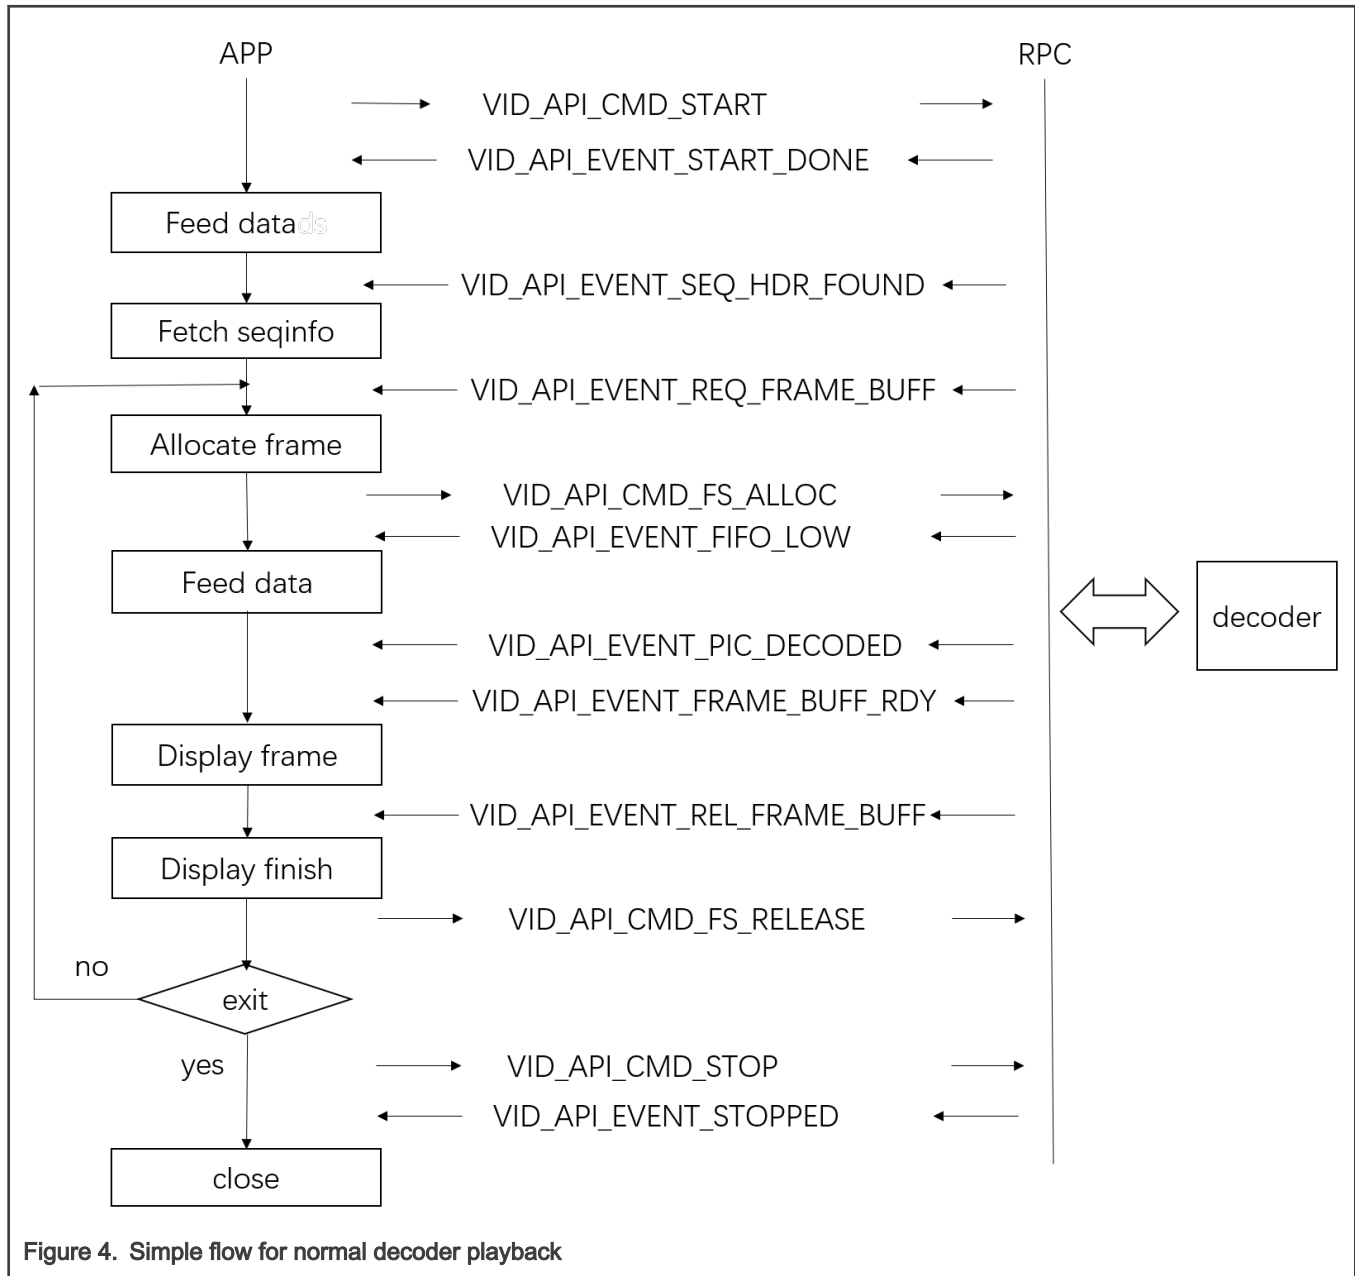 APP
RPC
VID_API_CMD_START
VID_API_EVENT_START_DONE
Feed datads
VID_API_EVENT_SEQ_HDR_FOUND
Fetch seqinfo
VID_API_EVENT_REQ_FRAME_BUFF
Allocate frame
VID_API_CMD_FS_ALLOC
VID_API_EVENT_FIFO_LOW
Feed data
decoder
VID_API_EVENT_PIC_DECODED
VID_API_EVENT_FRAME_BUFF_RDY
Display frame
VID_API_EVENT_REL_FRAME_BUFF
Display finish
VID_API_CMD_FS_RELEASE
no
exit
yes
VID_API_CMD_STOP
VID_API_EVENT_STOPPED
close
Figure 4. Simple flow for normal decoder playback